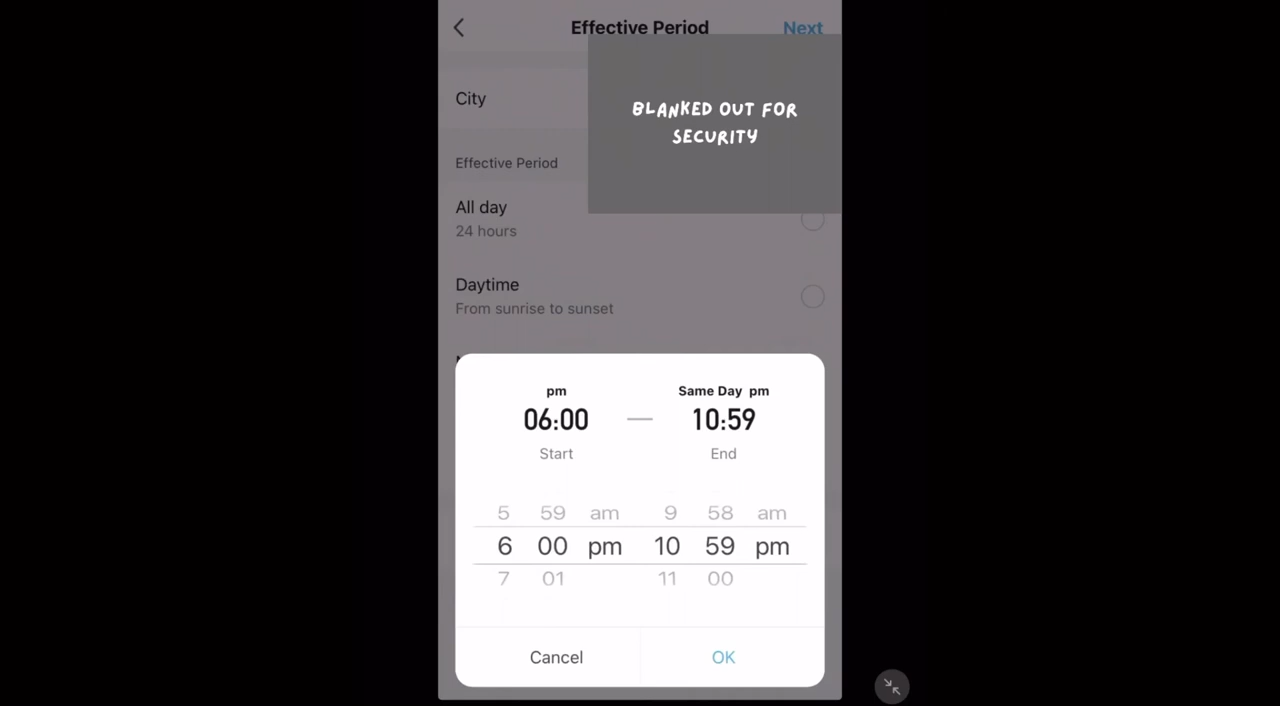 Effective Period
Next
City
BLANKED OUT FOR
SECURITY
Effective Period
All day
24 hours
Daytime
From sunrise to sunset
pm
Same Day pm
06:00 — 10:59
Start
End
5 59 am 9 58 am
6 00 pm 10 59 pm
7 01 11 00
Cancel
OK